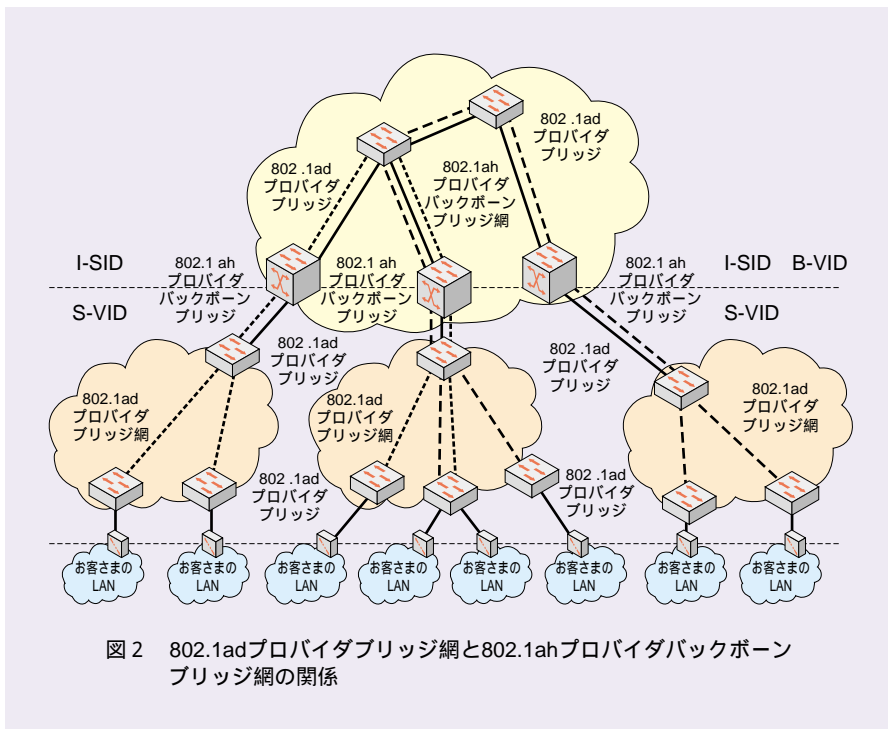 802 .1ad
プロバイダ
ブリッジ
802 .1ad
プロバイダ
ブリッジ
802.1ah
プロバイダ
バックボーン
ブリッジ網
I-SID
802.1 ah
プロバイダ
バックボーン
ブリッジ
802.1 ah
プロバイダ
バックボーン
ブリッジ
802.1 ah
プロバイダ
バックボーン
ブリッジ
I-SID B-VID
S-VID
S-VID
802 .1ad
プロバイダ
ブリッジ
802 .1ad
プロバイダ
ブリッジ
802.1ad
プロバイダ
ブリッジ網
802.1ad
プロバイダ
ブリッジ網
802.1ad
プロバイダ
ブリッジ網
802 .1ad
プロバイダ
ブリッジ
802 .1ad
プロバイダ
ブリッジ
お客さまの
LAN
お客さまの
LAN
お客さまの
LAN
お客さまの
LAN
お客さまの
LAN
お客さまの
LAN
お客さまの
LAN
お客さまの
LAN
図2 802.1adプロバイダブリッジ網と802.1ahプロバイダバックボーン
ブリッジ網の関係